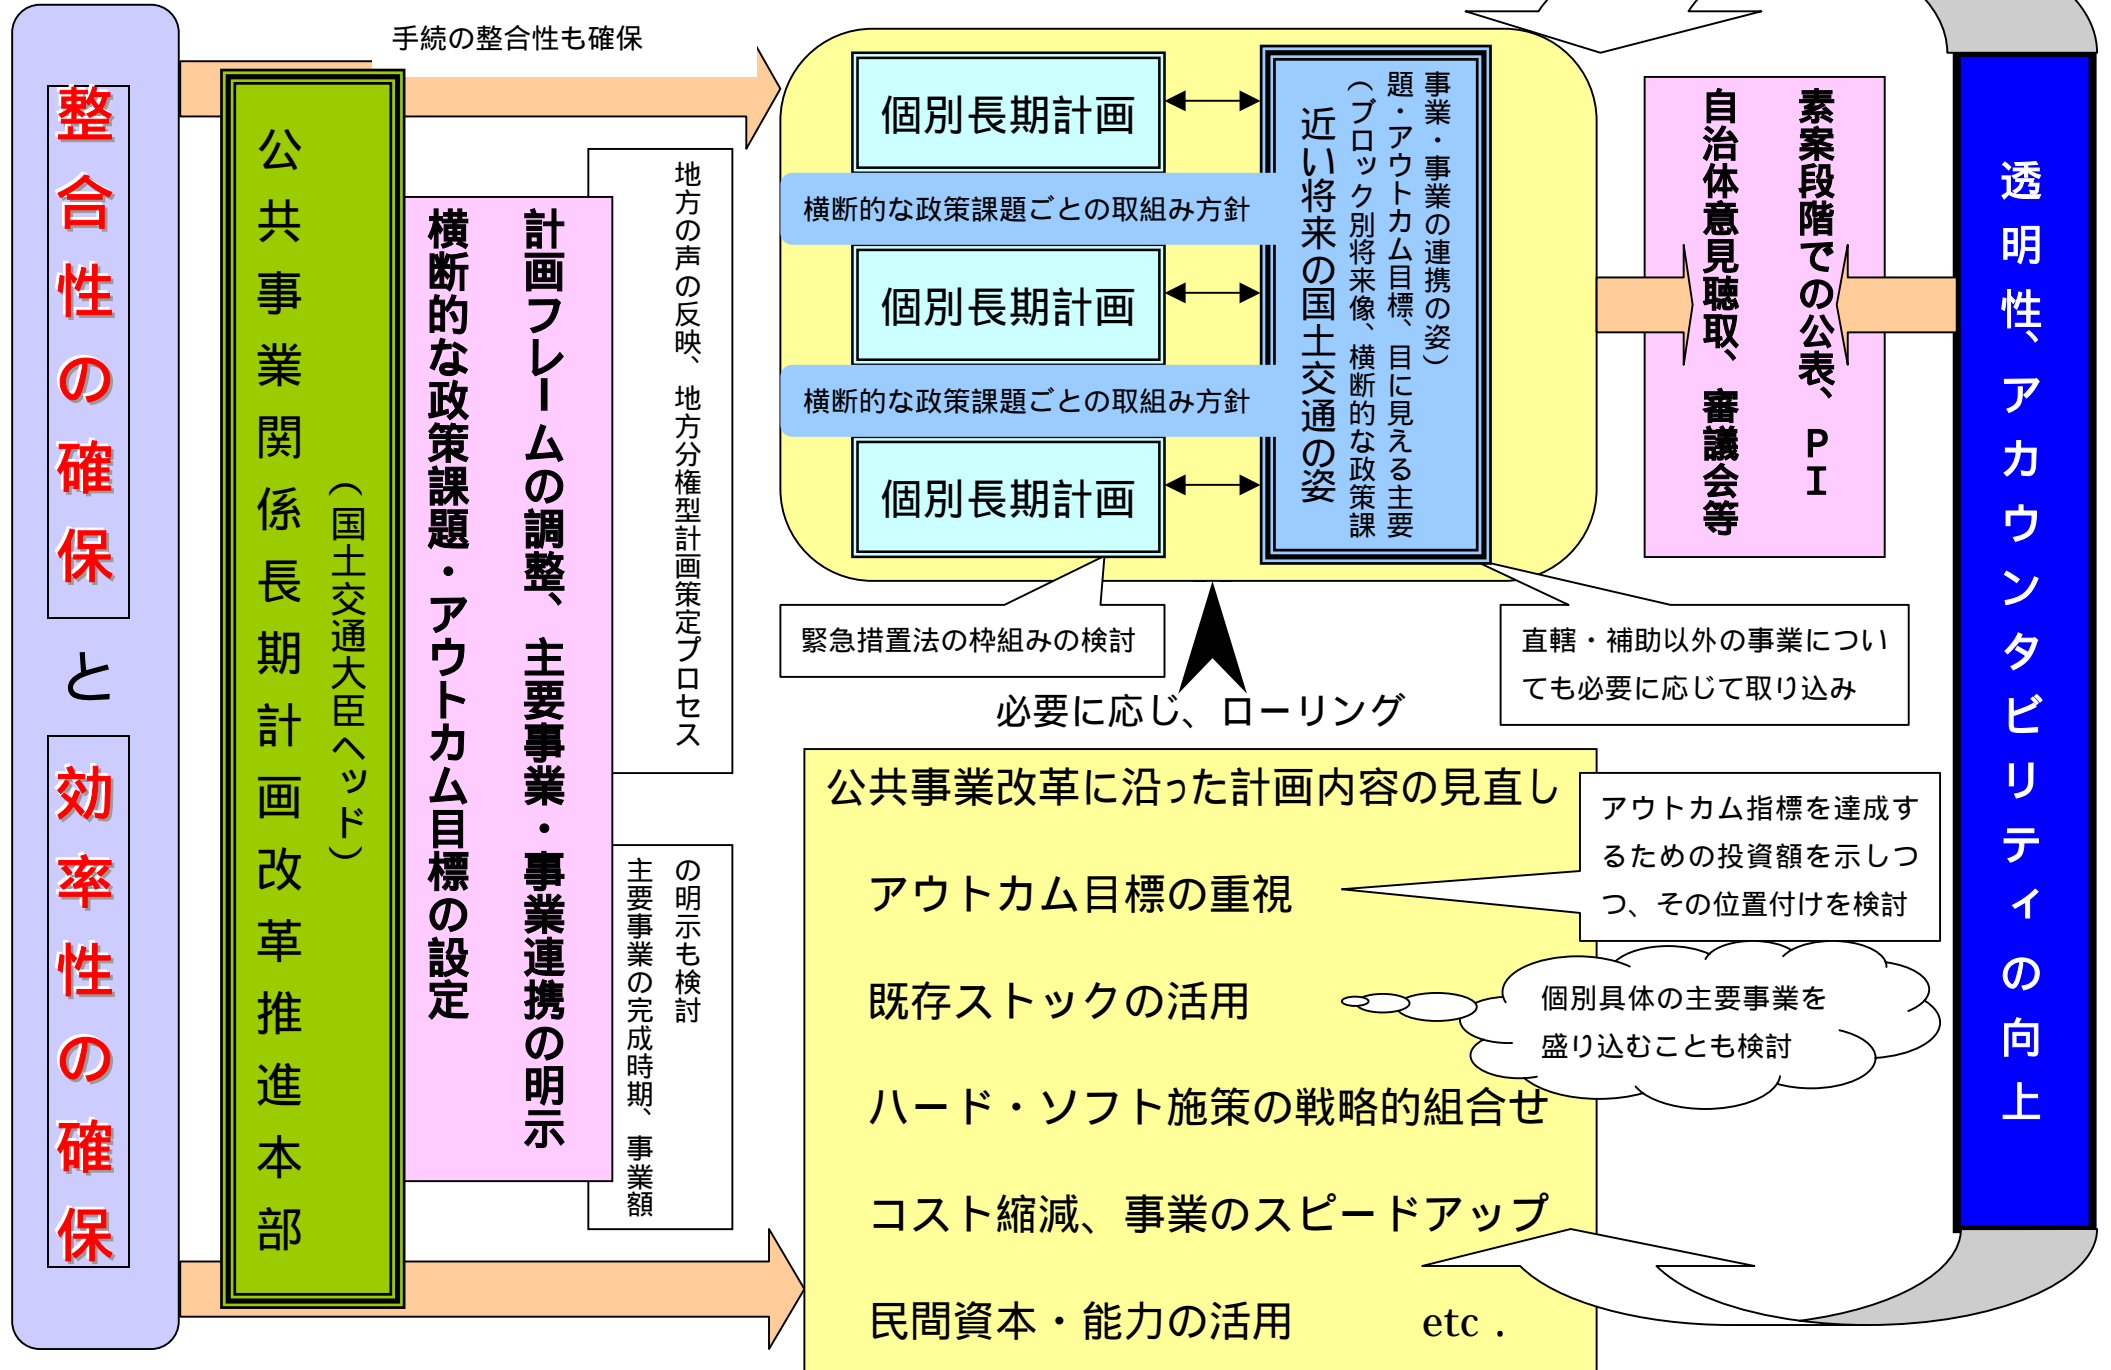 整合性の確保
と
効率性の確保
手続の整合性も確保
公共事業関係長期計画改革推進本部
（国土交通大臣ヘッド）
計画フレームの調整、主要事業・事業連携の明示
横断的な政策課題・アウトカム目標の設定
地方の声の反映、地方分権型計画策定プロセス
主要事業の完成時期、事業額
の明示も検討
個別長期計画
横断的な政策課題ごとの取組み方針
個別長期計画
横断的な政策課題ごとの取組み方針
個別長期計画
近い将来の国土交通の姿
（ブロック別将来像、横断的な政策課
題・アウトカム目標、目に見える主要
事業・事業の連携の姿）
素案段階での公表、ＰＩ
自治体意見聴取、審議会等
透明性、アカウンタビリティの向上
緊急措置法の枠組みの検討
直轄・補助以外の事業につい
ても必要に応じて取り込み
必要に応じ、ローリング
公共事業改革に沿った計画内容の見直し
アウトカム目標の重視
アウトカム指標を達成す
るための投資額を示しつ
つ、その位置付けを検討
既存ストックの活用
個別具体の主要事業を
盛り込むことも検討
ハード・ソフト施策の戦略的組合せ
コスト縮減、事業のスピードアップ
民間資本・能力の活用　　　etc．